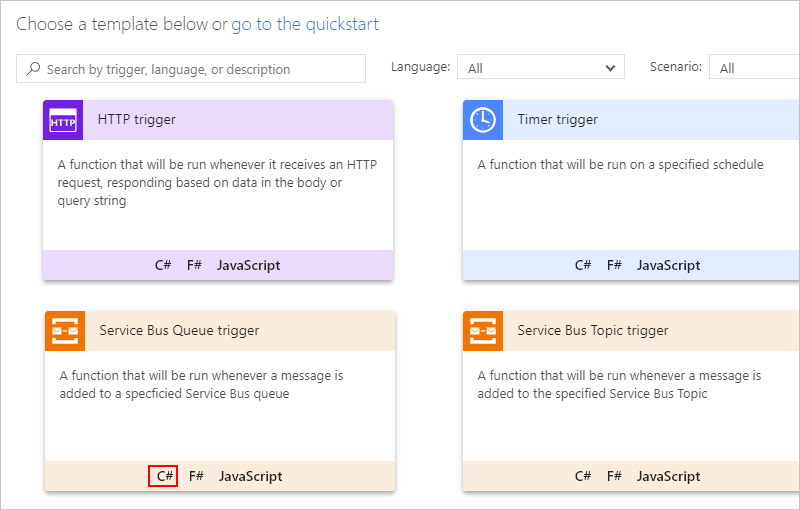 Choose a template below or go to the quickstart
Search by trigger, language, or description
Language: All
Scenario: All
HTTP
HTTP trigger
A function that will be run whenever it receives an HTTP
request, responding based on data in the body or
query string
C# F# JavaScript
Timer trigger
A function that will be run on a specified schedule
C# F# JavaScript
Service Bus Queue trigger
A function that will be run whenever a message is
added to a specficied Service Bus queue
C# F# JavaScript
Service Bus Topic trigger
A function that will be run whenever a message is
added to the specified Service Bus Topic
C# F# JavaScript